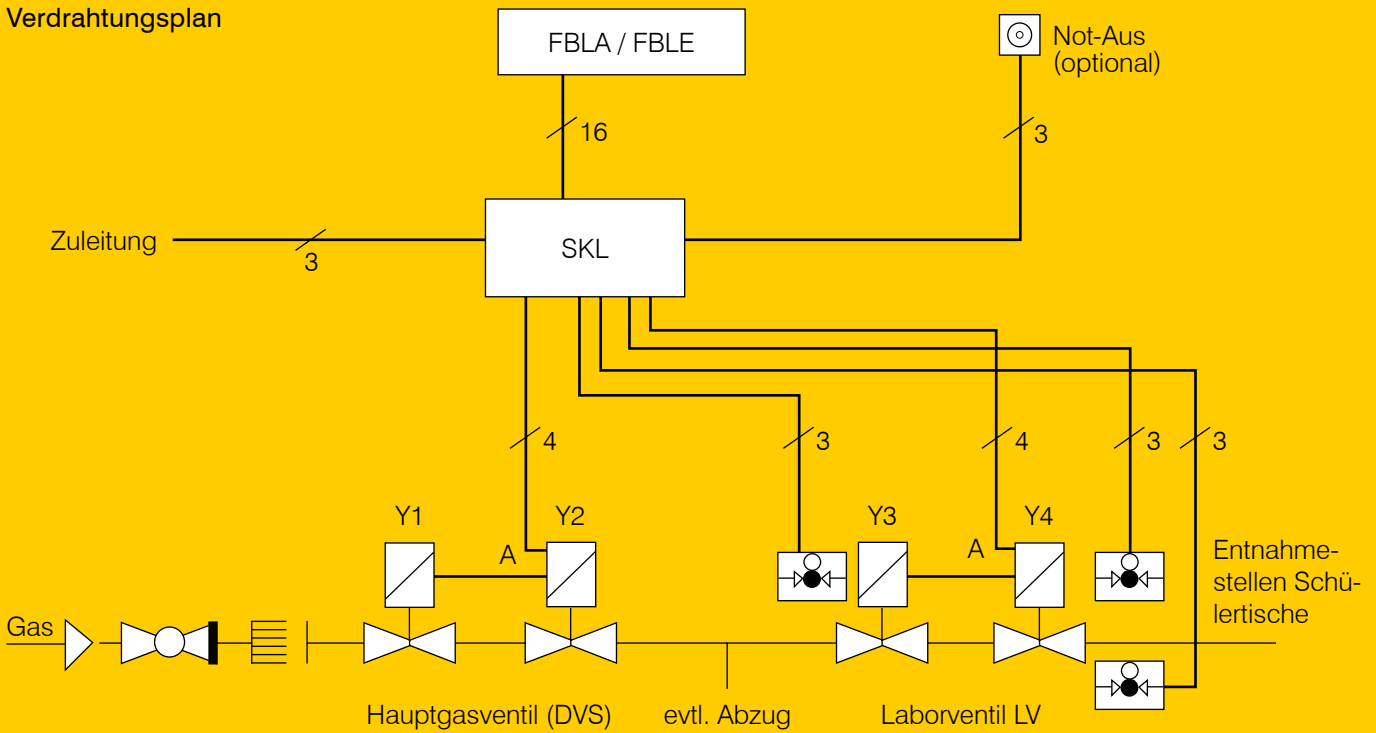 Verdrahtungsplan
FBLA / FBLE
Not-Aus
(optional)
16
3
Zuleitung
3
SKL
4
3
4
3
3
Y1
Y2
Y3
Y4
A
A
Entnahme-
stellen Schü-
lertische
Gas
Hauptgasventil (DVS)
evtl. Abzug
Laborventil LV